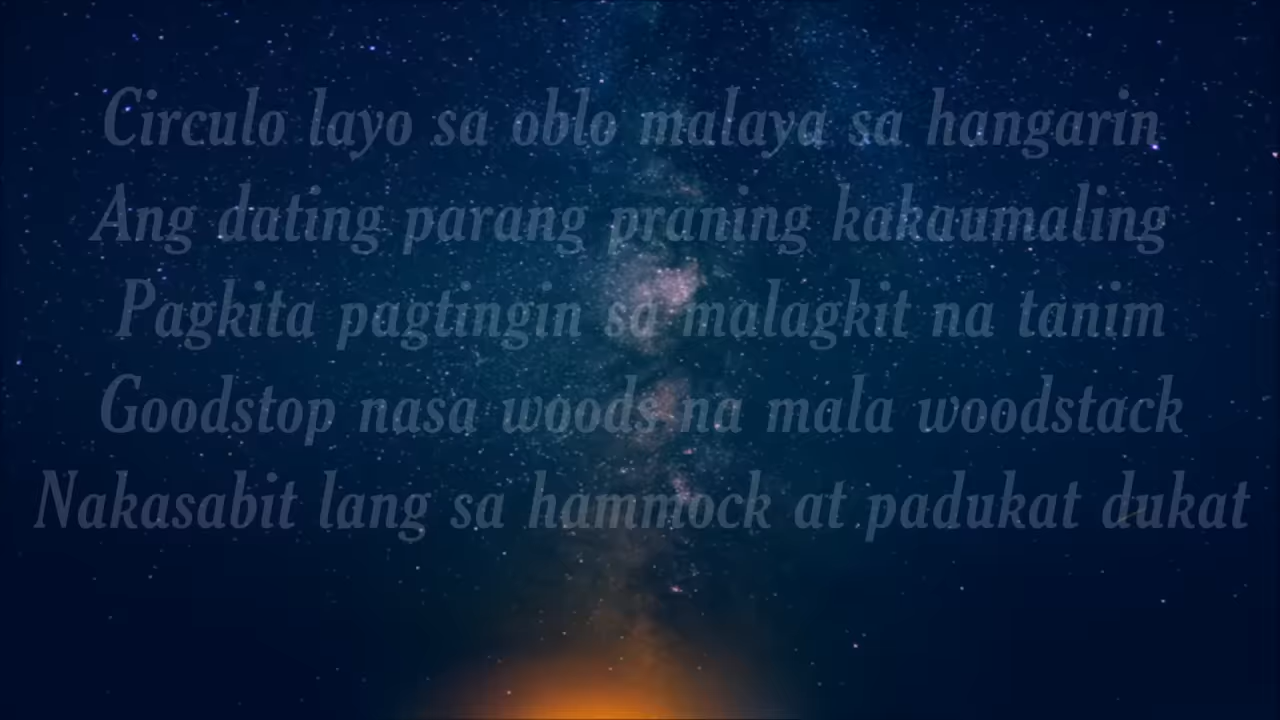 Circulo layo sa oblo malaya sa hangarin
Ang dating parang praning kakaumaling
Pagkita pagtingin sa malagkit na tanim
Goodstop nasa woods na mala woodstack
Nakasabit lang sa hammock at padukat dukat